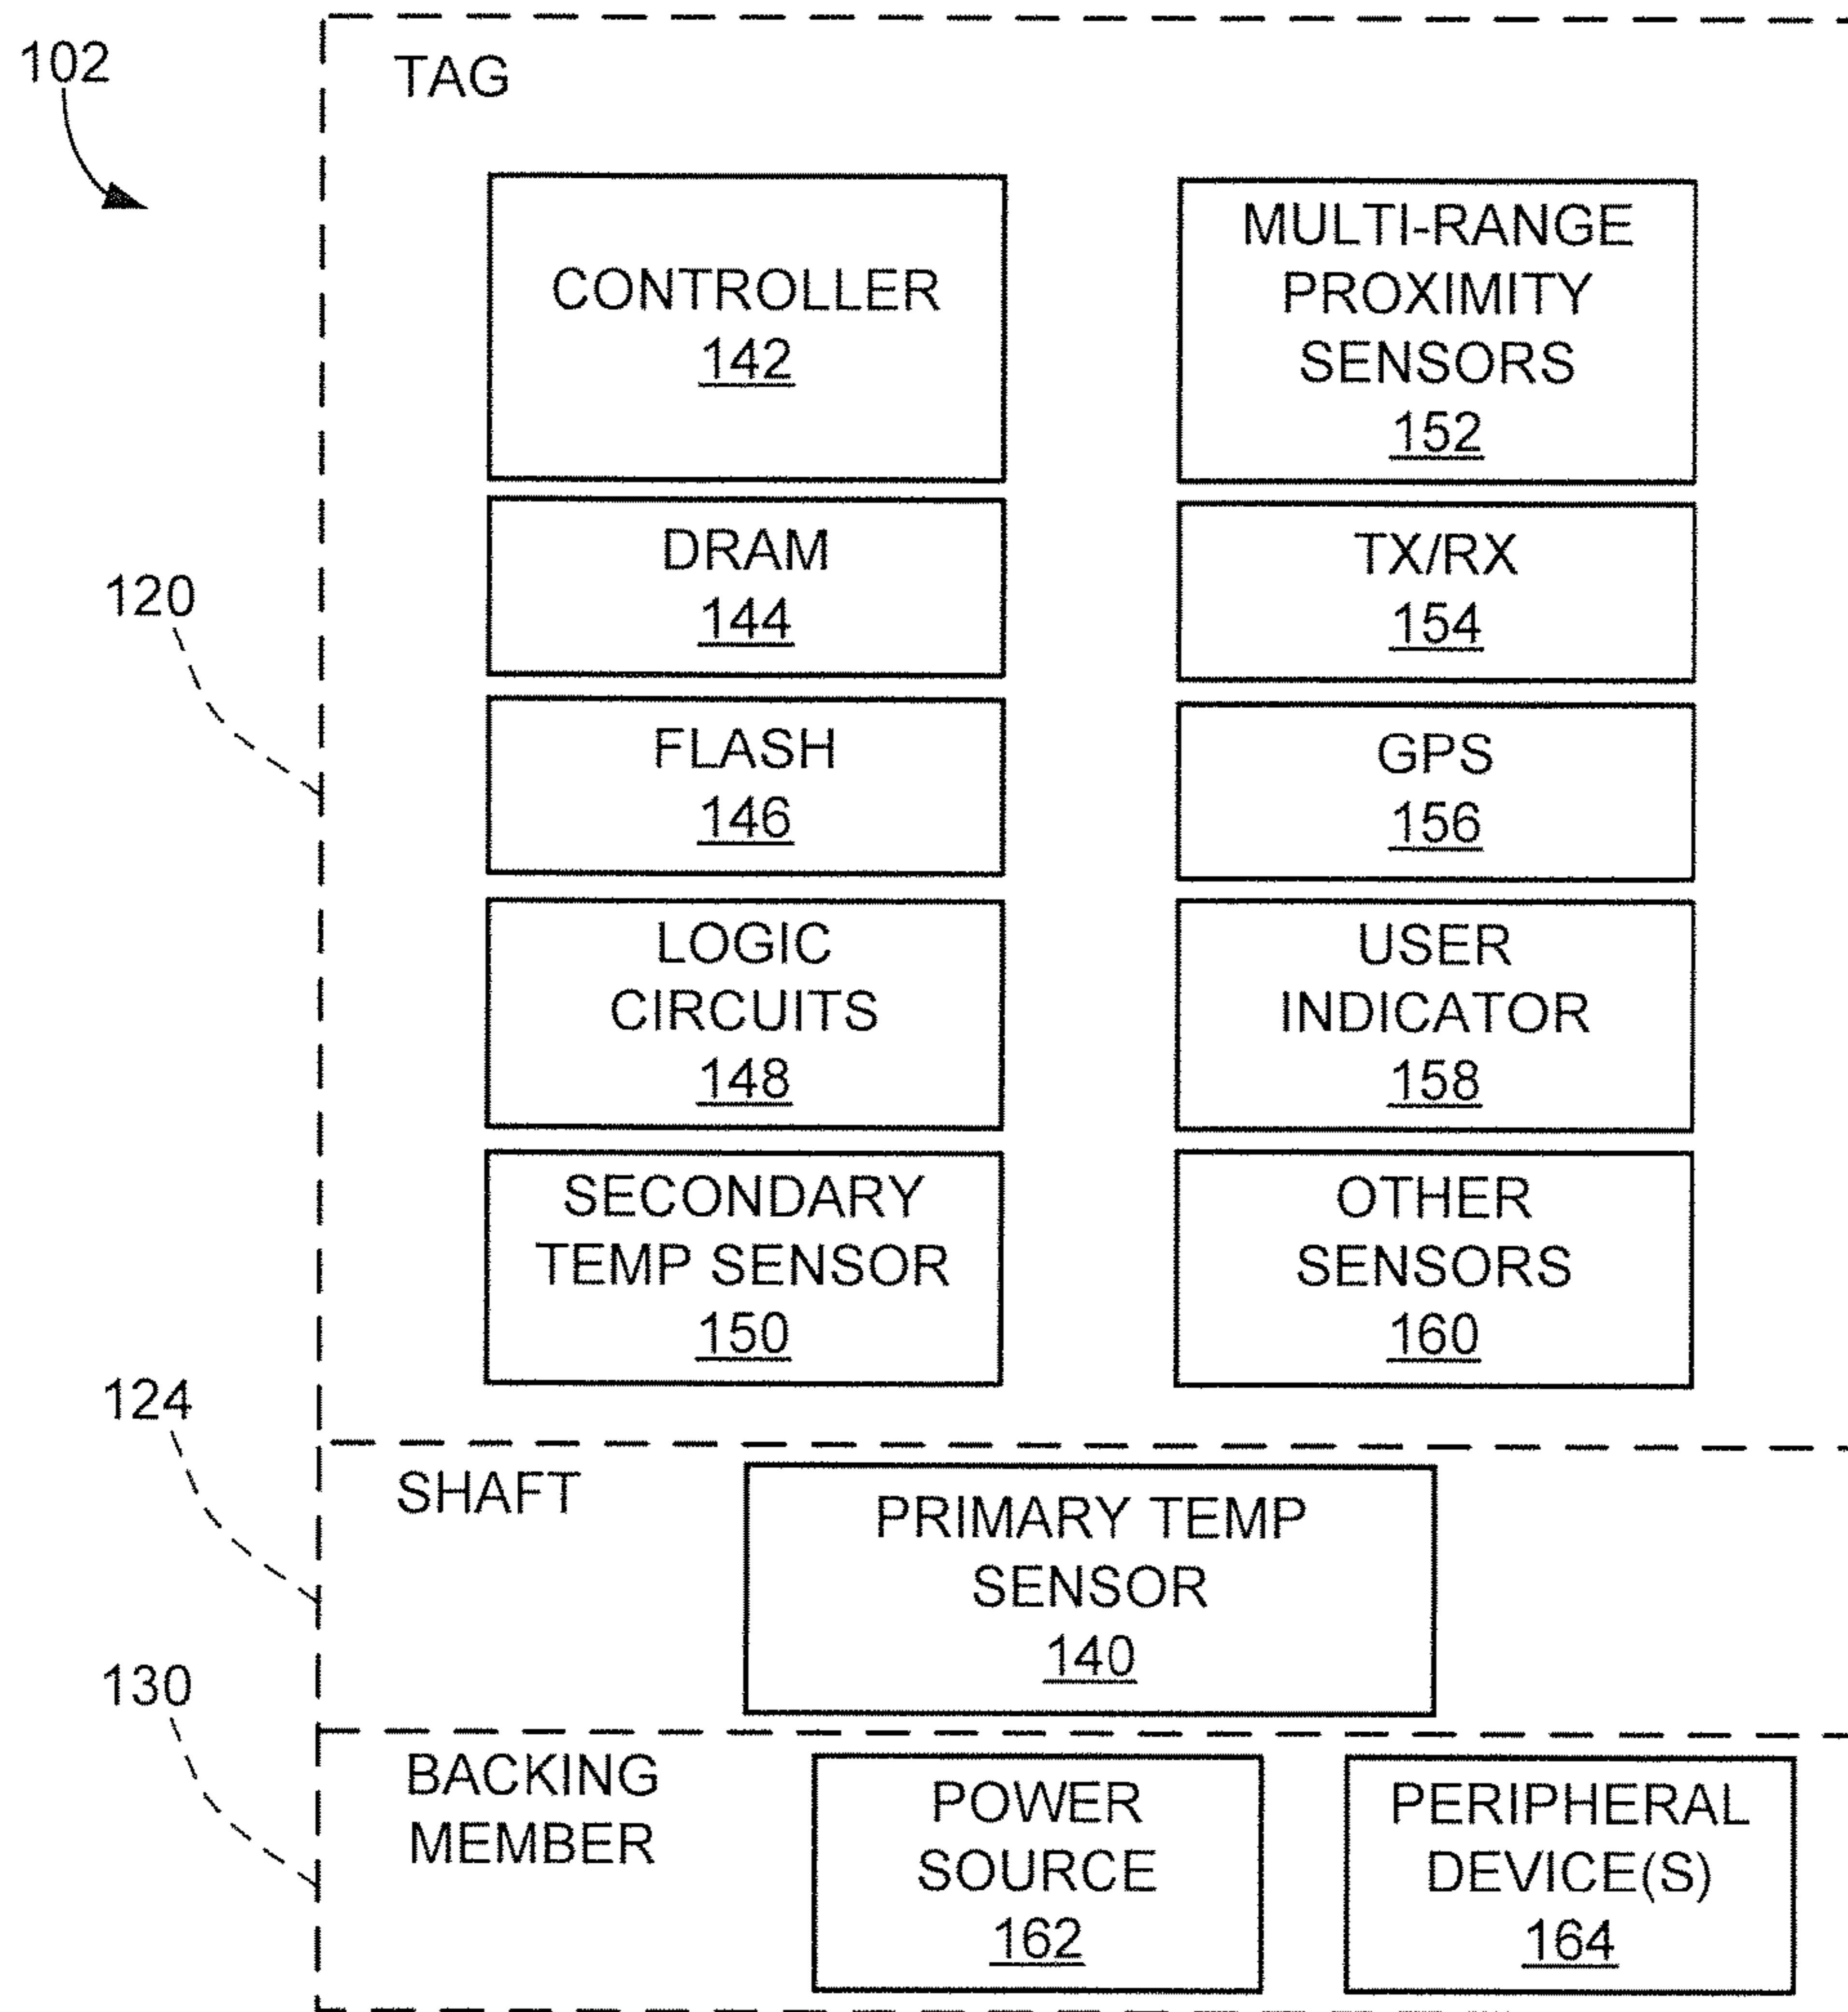 102
TAG
CONTROLLER
142
MULTI-RANGE
PROXIMITY
SENSORS
152
DRAM
144
TX/RX
154
120
FLASH
146
GPS
156
LOGIC
CIRCUITS
148
USER
INDICATOR
158
SECONDARY
TEMP SENSOR
150
OTHER
SENSORS
160
124
SHAFT
PRIMARY TEMP
SENSOR
140
130
BACKING
MEMBER
POWER
SOURCE
162
PERIPHERAL
DEVICE(S)
164